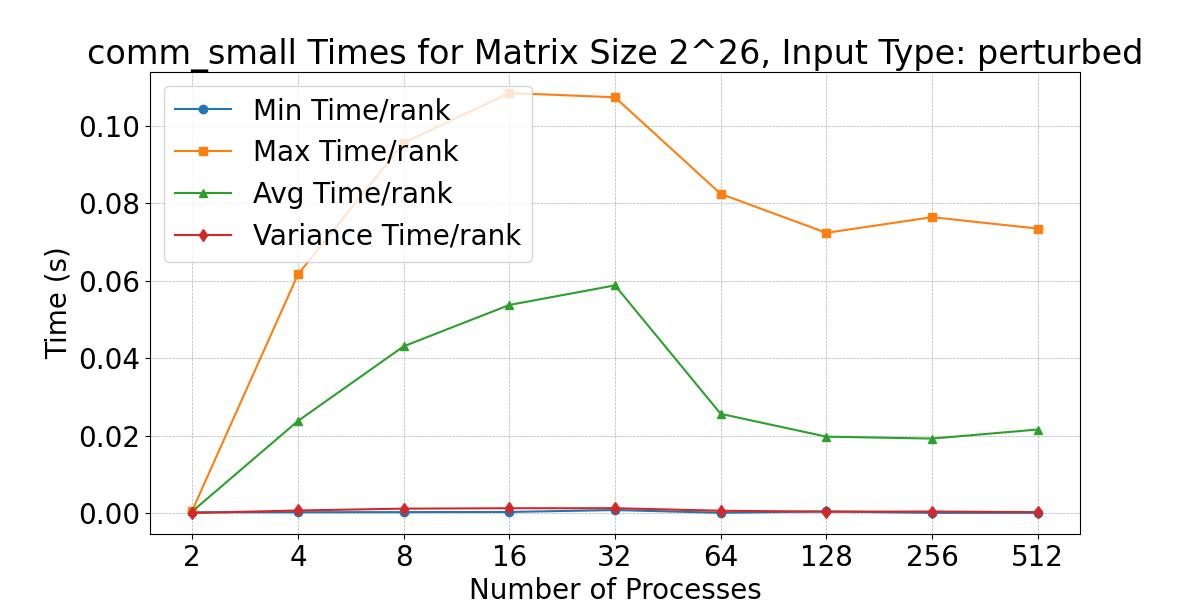 comm_small Times for Matrix Size 2^26, Input Type: perturbed
Min Time/rank
Max Time/rank
Avg Time/rank
Variance Time/rank
Time (s)
0.10
0.08
0.06
0.04
0.02
0.00
2 4 8 16 32 64 128 256 512
Number of Processes